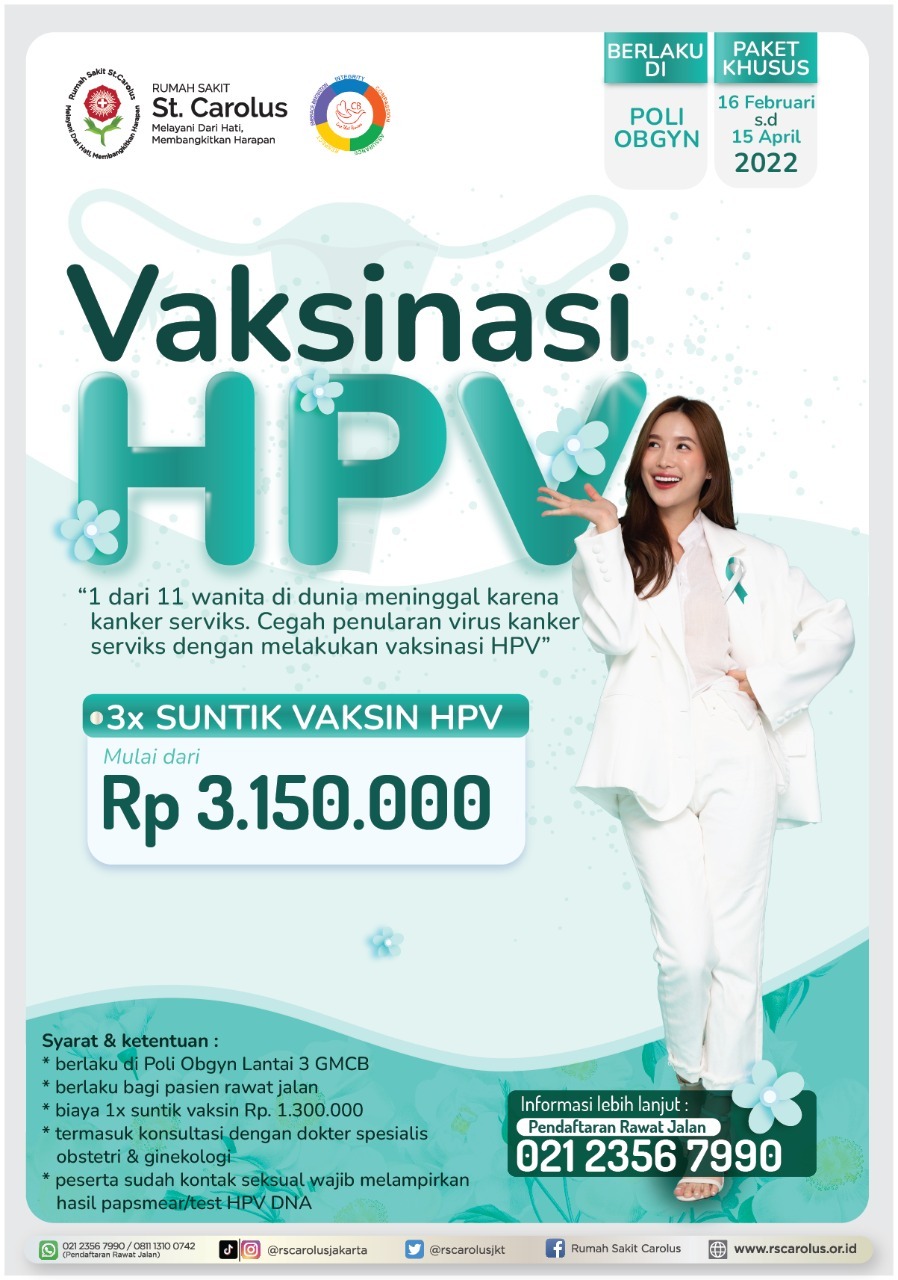 Rumah Sakit St.Carolus
Melayani Dari Hati, Membangkitkan Harapan
RUMAH SAKIT
St. Carolus
Melayani Dari Hati,
Membangkitkan Harapan
INTEGRITY
CB
BERLAKU
DI
POLI
OBGYN
PAKET
KHUSUS
16 Februari
s.d
15 April
2022
Vaksinasi
HPV
“1 dari 11 wanita di dunia meninggal karena
kanker serviks. Cegah penularan virus kanker
serviks dengan melakukan vaksinasi HPV”
3x SUNTIK VAKSIN HPV
Mulai dari
Rp 3.150.000
Syarat & ketentuan :
* berlaku di Poli Obgyn Lantai 3 GMCB
* berlaku bagi pasien rawat jalan
* biaya 1x suntik vaksin Rp. 1.300.000
* termasuk konsultasi dengan dokter spesialis
obstetri & ginekologi
* peserta sudah kontak seksual wajib melampirkan
hasil papsmear/test HPV DNA
Informasi lebih lanjut :
Pendaftaran Rawat Jalan
021 2356 7990
021 2356 7990 / 0811 1310 0742
(Pendaftaran Rawat Jalan)
@rscarolusjakarta
@rscarolusjkt
Rumah Sakit Carolus
www.rscarolus.or.id